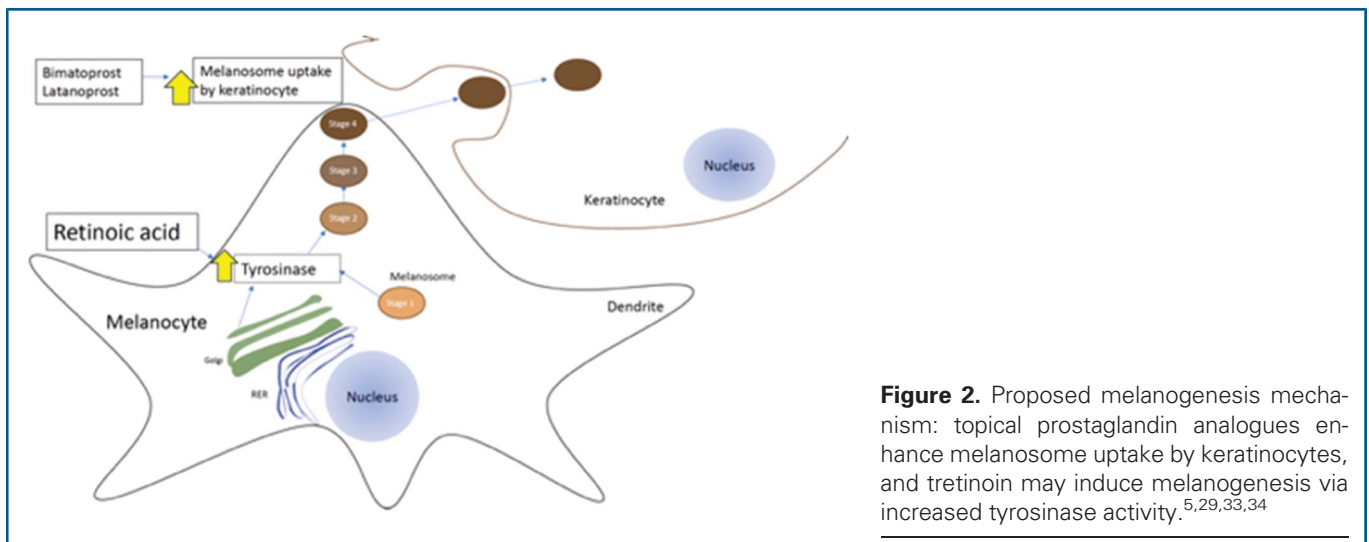 Bimatoprost
Latanoprost
Melanosome uptake
by keratinocyte
Stage 4
Stage 3
Stage 2
Nucleus
Keratinocyte
Retinoic acid
Tyrosinase
Melanosome
Stage 1
Dendrite
Melanocyte
Golgi
RER
Nucleus
Figure 2. Proposed melanogenesis mecha-
nism: topical prostaglandin analogues en-
hance melanosome uptake by keratinocytes,
and tretinoin may induce melanogenesis via
increased tyrosinase activity.5,29,33,34